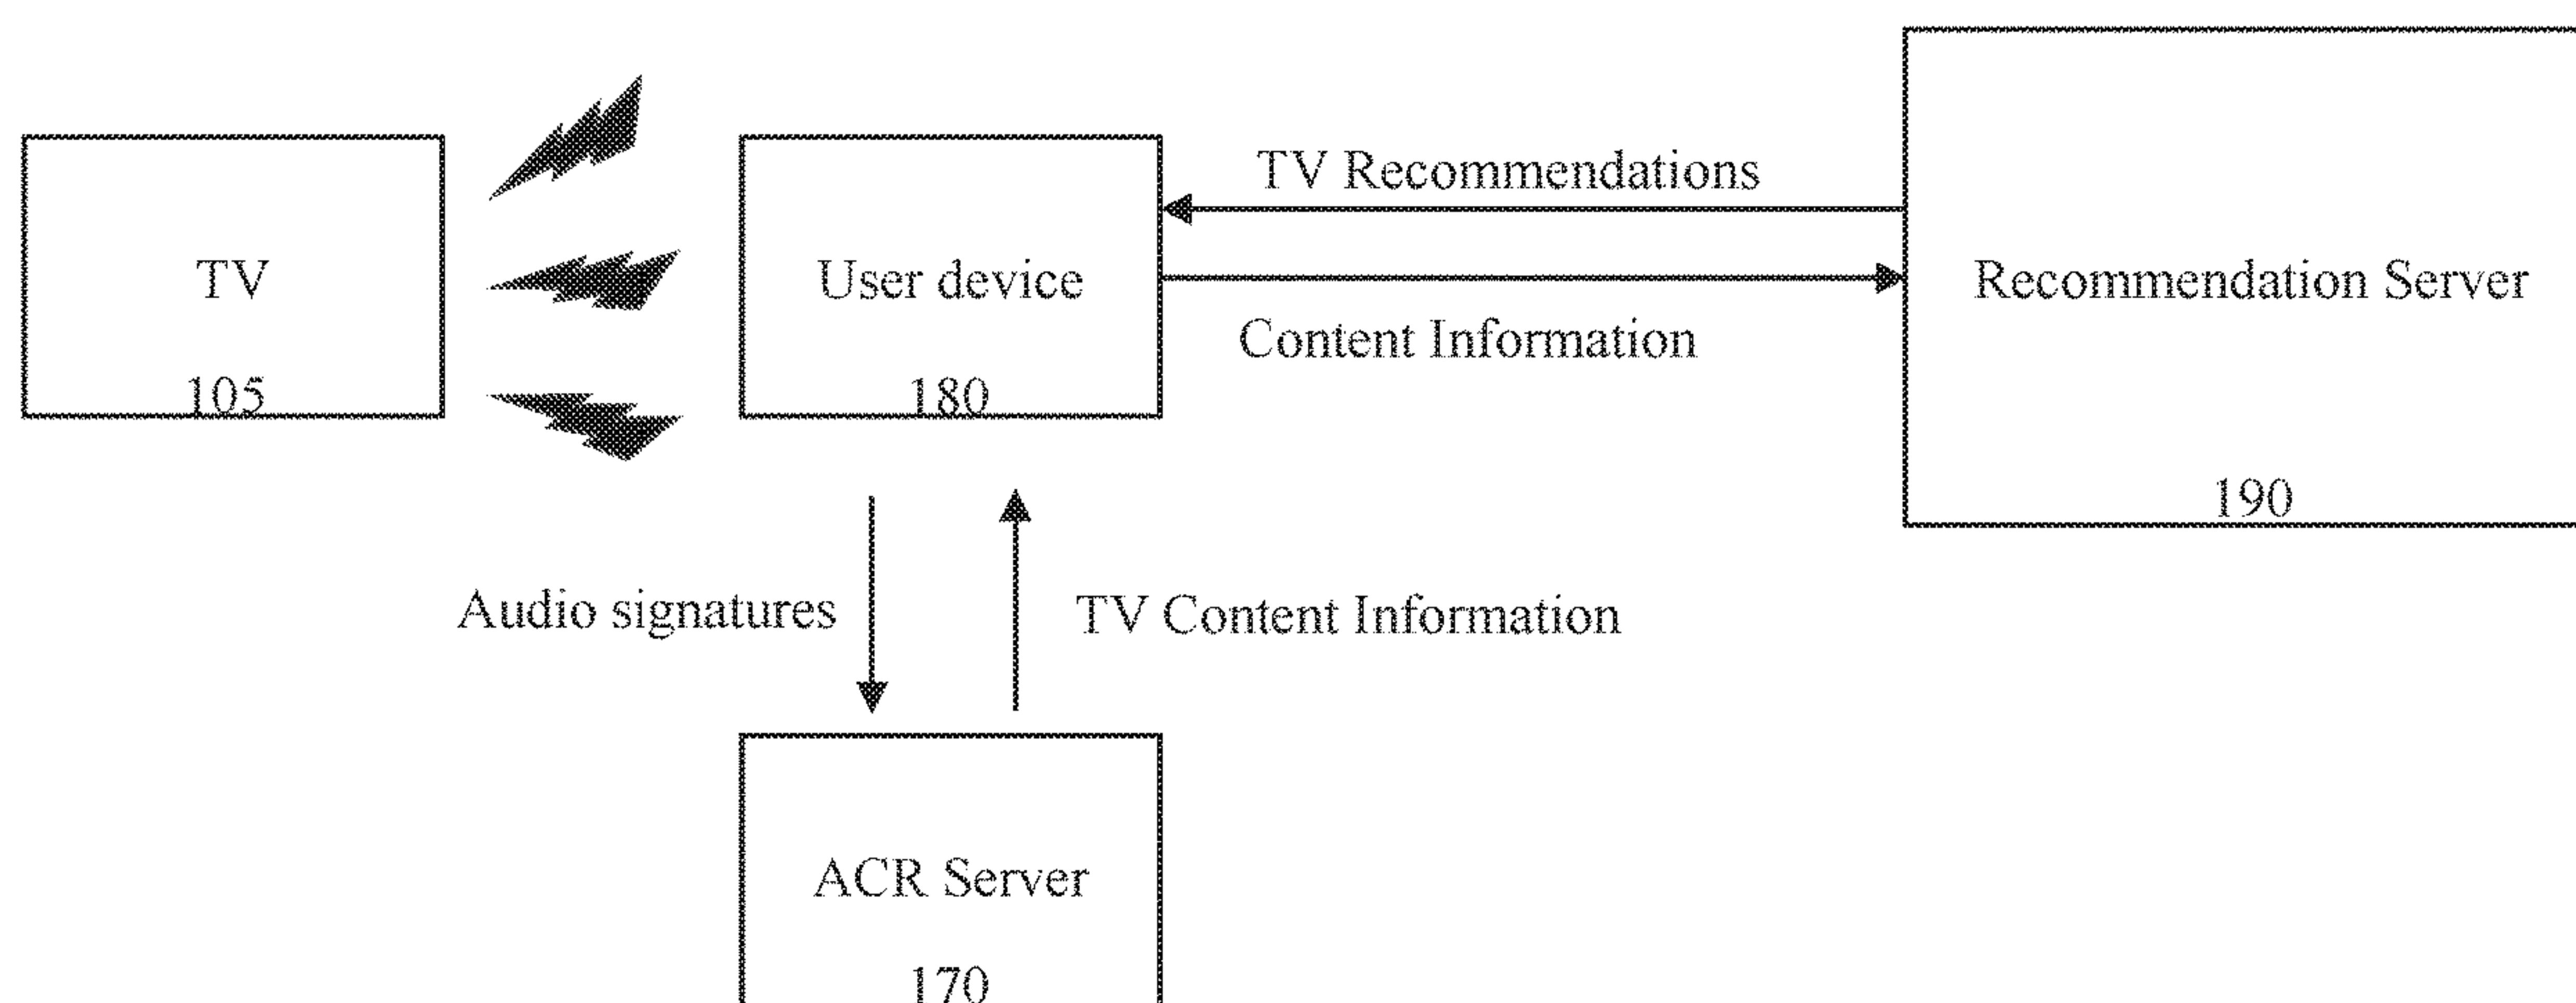 TV Recommendations
TV
User device
Recommendation Server
Content Information
105
180
190
Audio signatures
TV Content Information
ACR Server
170